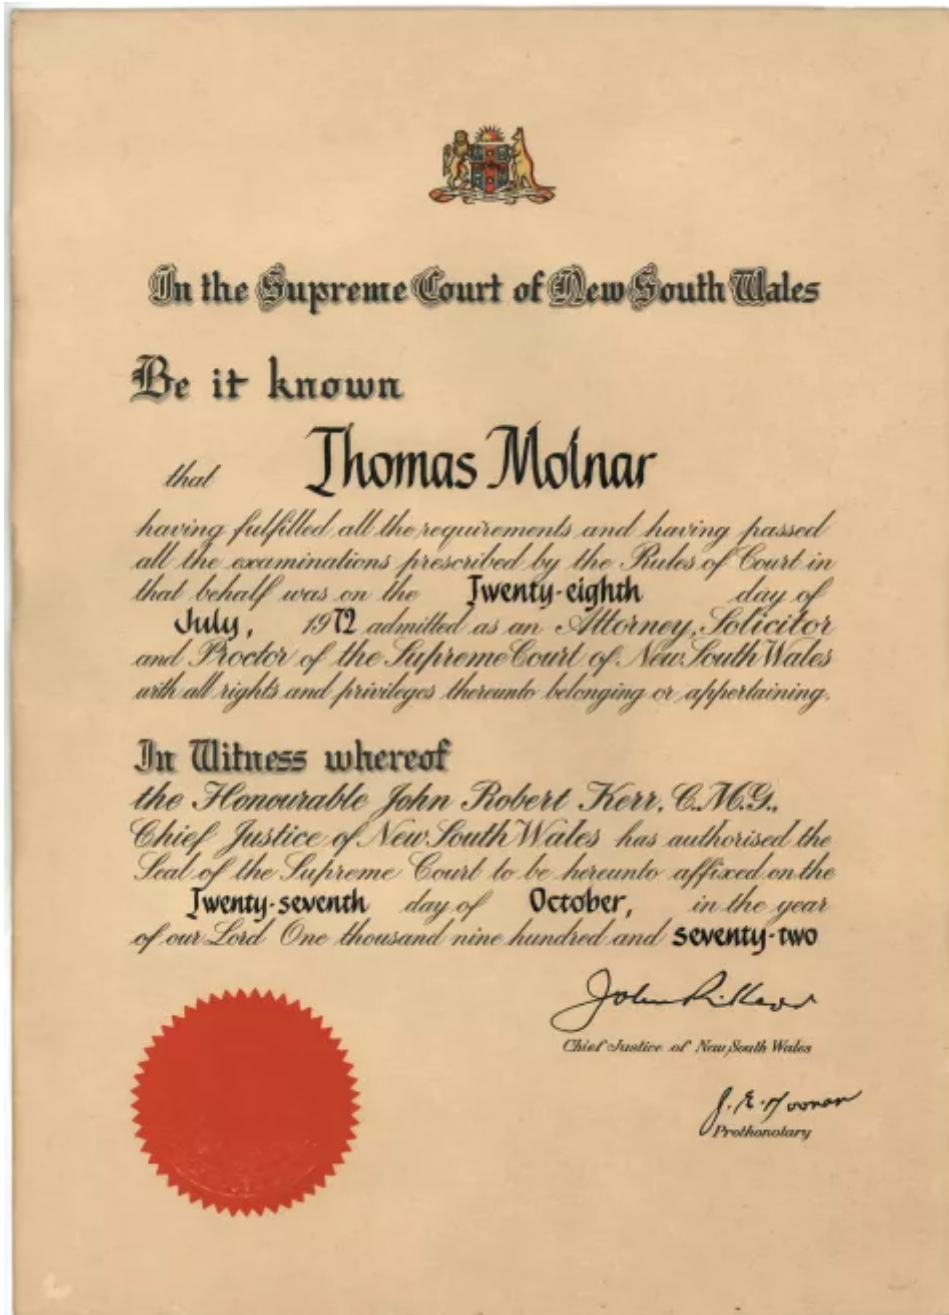 In the Supreme Court of New South Wales
Be it known
that Thomas Molnar
having fulfilled all the requirements and having passed
all the examinations prescribed by the Rules of Court in
that behalf was on the Twenty-eighth day of
July, 1972 admitted as an Attorney, Solicitor
and Proctor of the Supreme Court of New South Wales
with all rights and privileges thereunto belonging or appertaining.
In Witness whereof
the Honourable John Robert Kerr, C.M.G.,
Chief Justice of New South Wales has authorised the
Seal of the Supreme Court to be hereunto affixed on the
Twenty-seventh day of October, in the year
of our Lord One thousand nine hundred and seventy-two
Chief Justice of New South Wales
Prothonotary